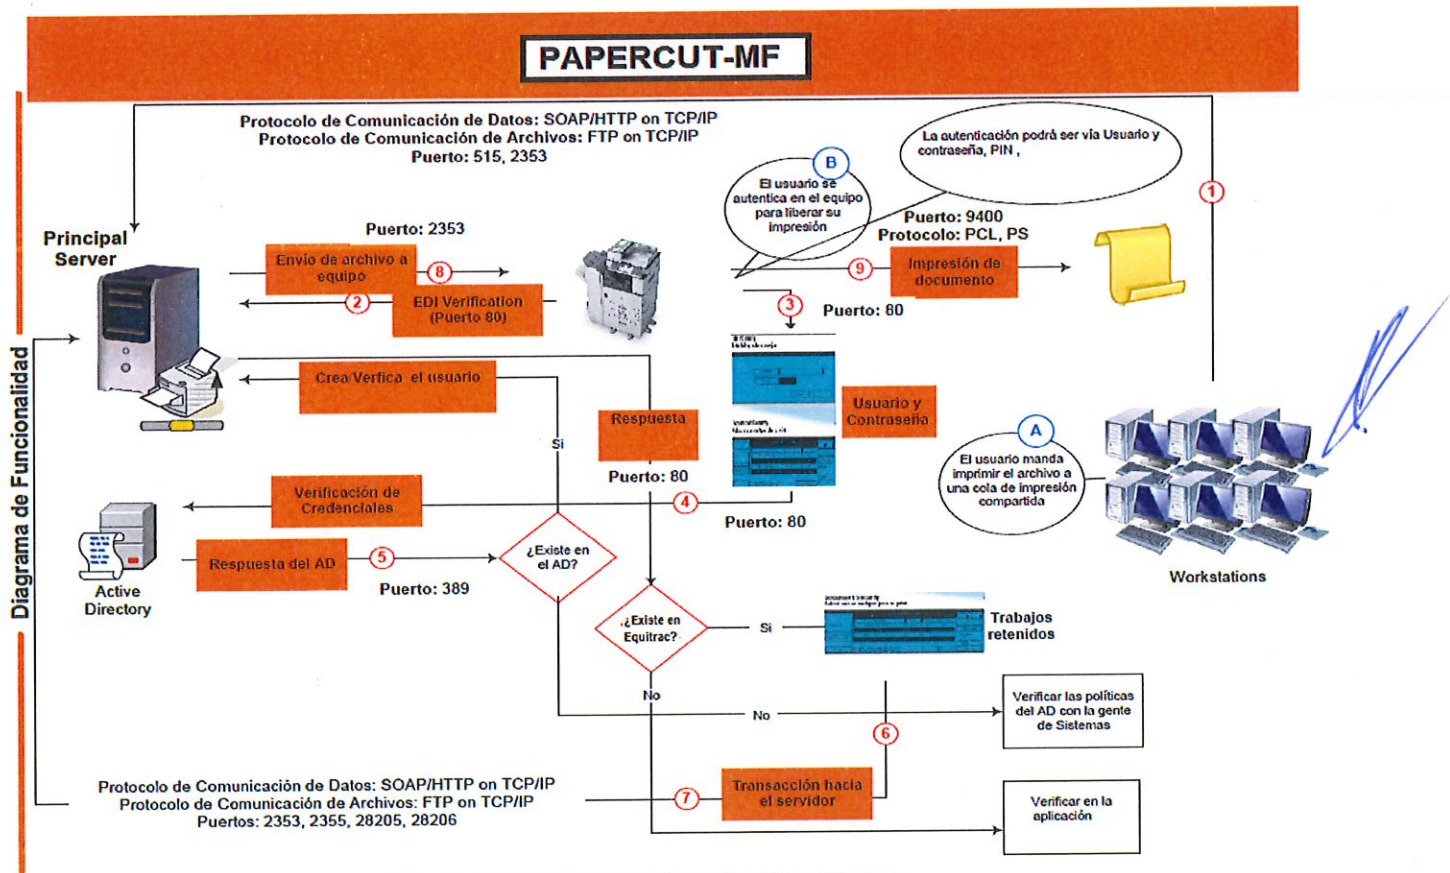 PAPERCUT-MF
Protocolo de Comunicación de Datos: SOAP/HTTP on TCP/IP
Protocolo de Comunicación de Archivos: FTP on TCP/IP
Puerto: 515, 2353
La autenticación podrá ser vía Usuario y
contraseña, PIN ,
B
El usuario se
autentica en el equipo
para liberar su
impresión
1
Puerto: 9400
Protocolo: PCL, PS
Principal
Server
Puerto: 2353
Envío de archivo a
equipo
8
9
Impresión de
documento
2
EDI Verification
(Puerto 80)
3
Puerto: 80
Crea/Verfica el usuario
Respuesta
Usuario y
Contraseña
Si
A
El usuario manda
imprimir el archivo a
una cola de impresión
compartida
Puerto: 80
Verificación de
Credenciales
4
Puerto: 80
¿Existe en
el AD?
Respuesta del AD
5
Puerto: 389
Active
Directory
Workstations
¿Existe en
Equitrac?
Si
Trabajos
retenidos
No
No
Verificar las políticas
del AD con la gente
de Sistemas
6
Protocolo de Comunicación de Datos: SOAP/HTTP on TCP/IP
Protocolo de Comunicación de Archivos: FTP on TCP/IP
Puertos: 2353, 2355, 28205, 28206
7
Transacción hacia
el servidor
Verificar en la
aplicación
Diagrama de Funcionalidad